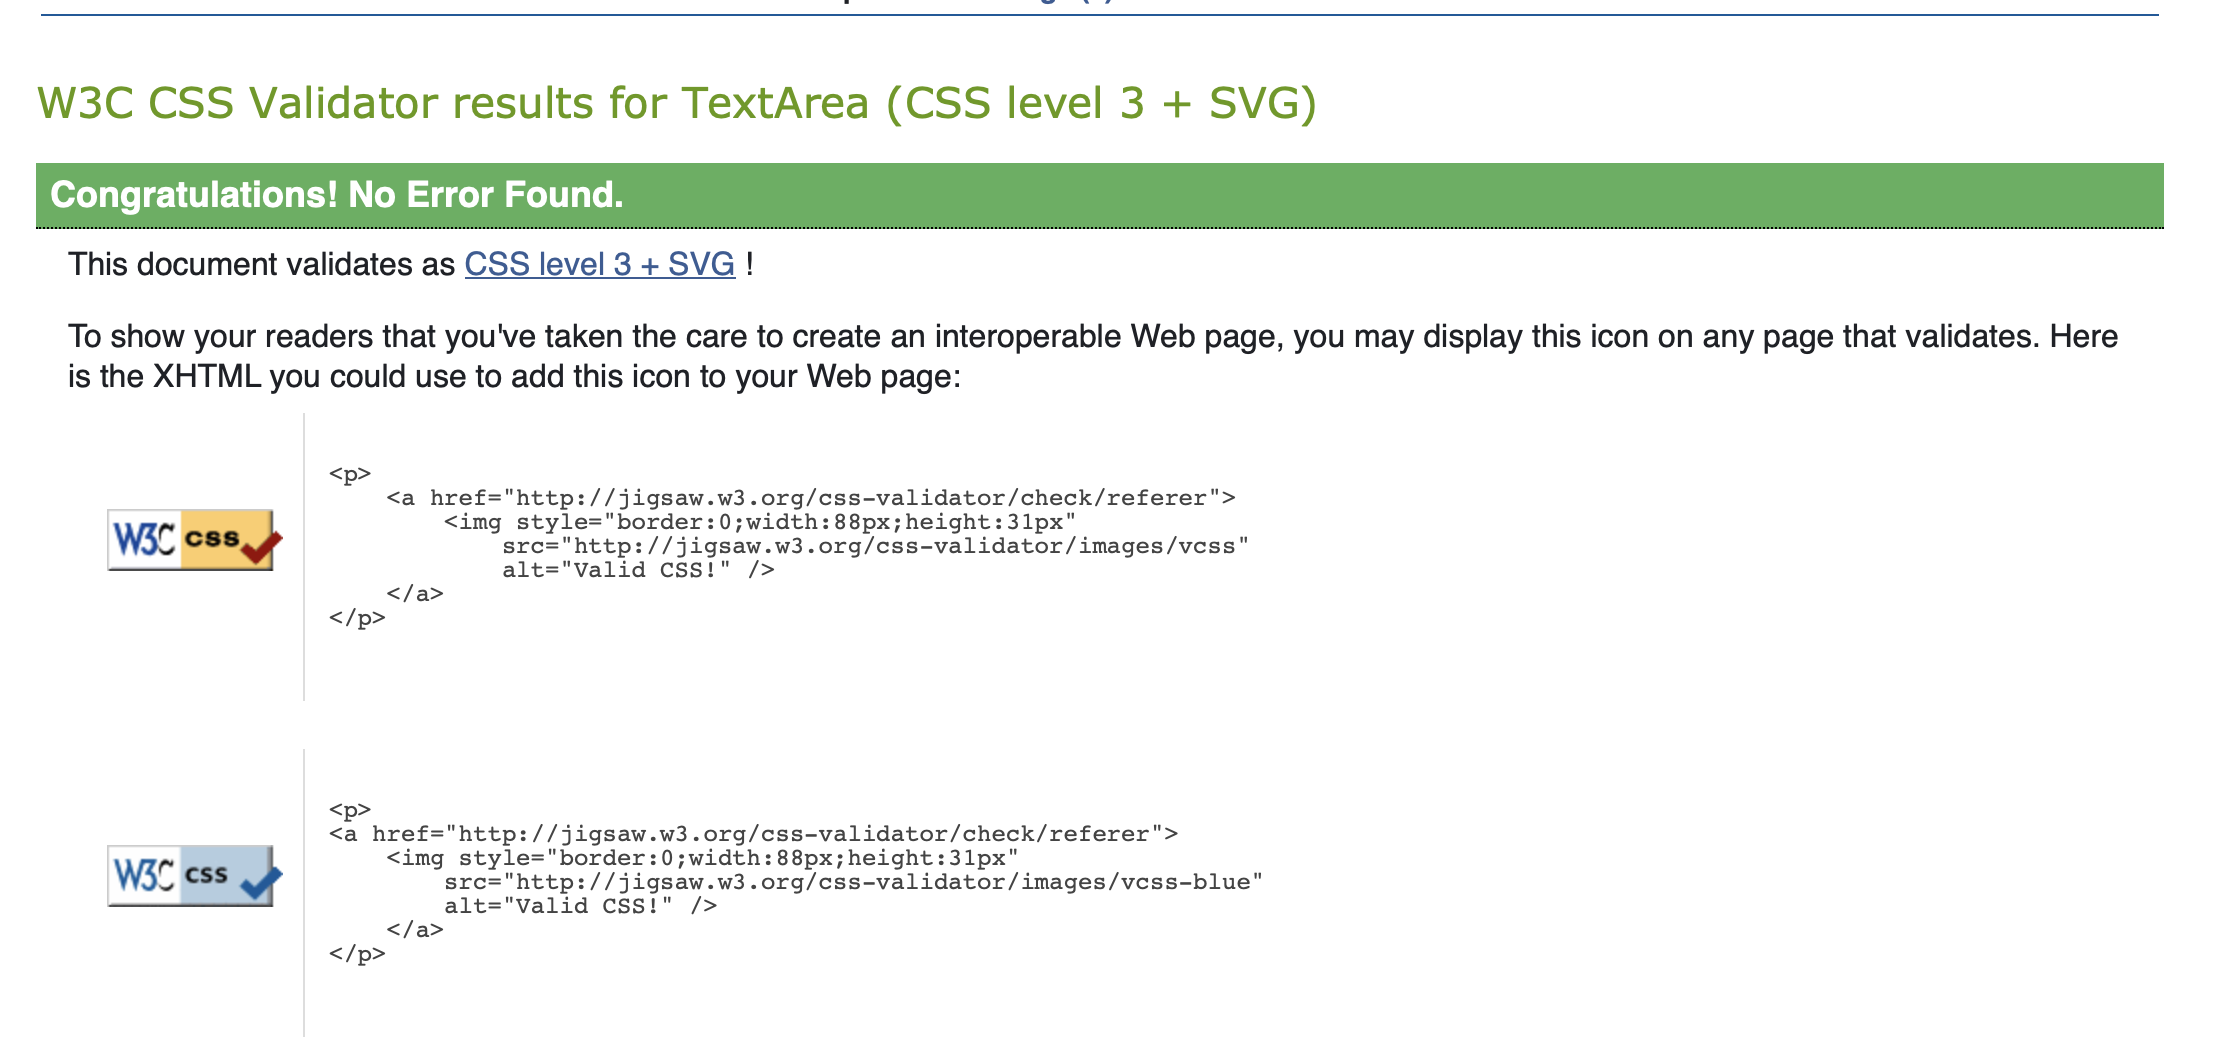 W3C CSS Validator results for TextArea (CSS level 3 + SVG)
Congratulations! No Error Found.
This document validates as CSS level 3 + SVG !
To show your readers that you've taken the care to create an interoperable Web page, you may display this icon on any page that validates. Here
is the XHTML you could use to add this icon to your Web page:
W3C css
<p>
<a href="http://jigsaw.w3.org/css-validator/check/referer">
<img style="border:0;width:88px;height:31px"
src="http://jigsaw.w3.org/css-validator/images/vcss"
alt="Valid CSS!" />
</a>
</p>
W3C css
<p>
<a href="http://jigsaw.w3.org/css-validator/check/referer">
<img style="border:0;width:88px;height:31px"
src="http://jigsaw.w3.org/css-validator/images/vcss-blue"
alt="Valid CSS!" />
</a>
</p>